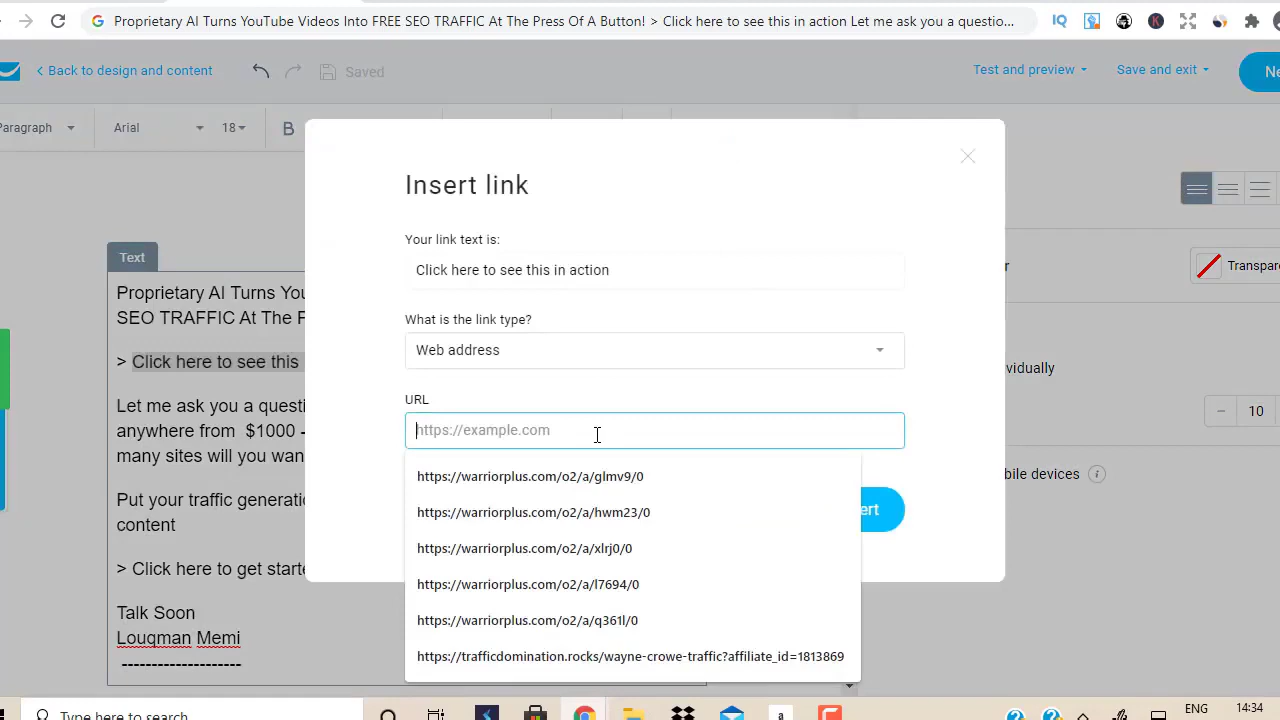 Proprietary AI Turns YouTube Videos Into FREE SEO TRAFFIC At The Press Of A Button! > Click here to see this in action Let me ask you a questio...
Back to design and content
Saved
Test and preview
Save and exit
Ne
Paragraph
Arial
18
B
Insert link
Your link text is:
Click here to see this in action
What is the link type?
Web address
URL
https://example.com
https://warriorplus.com/o2/a/glmv9/0
https://warriorplus.com/o2/a/hwm23/0
https://warriorplus.com/o2/a/xlrj0/0
https://warriorplus.com/o2/a/l7694/0
https://warriorplus.com/o2/a/q361l/0
https://trafficdomination.rocks/wayne-crowe-traffic?affiliate_id=1813869
ert
Text
Proprietary AI Turns You
SEO TRAFFIC At The P
> Click here to see this
Let me ask you a questi
anywhere from $1000 -
many sites will you wan
Put your traffic generati
content
> Click here to get starte
Talk Soon
Louqman Memi
--------------------
r
Transpare
vidually
10
bile devices
Type here to search
ENG
14:34